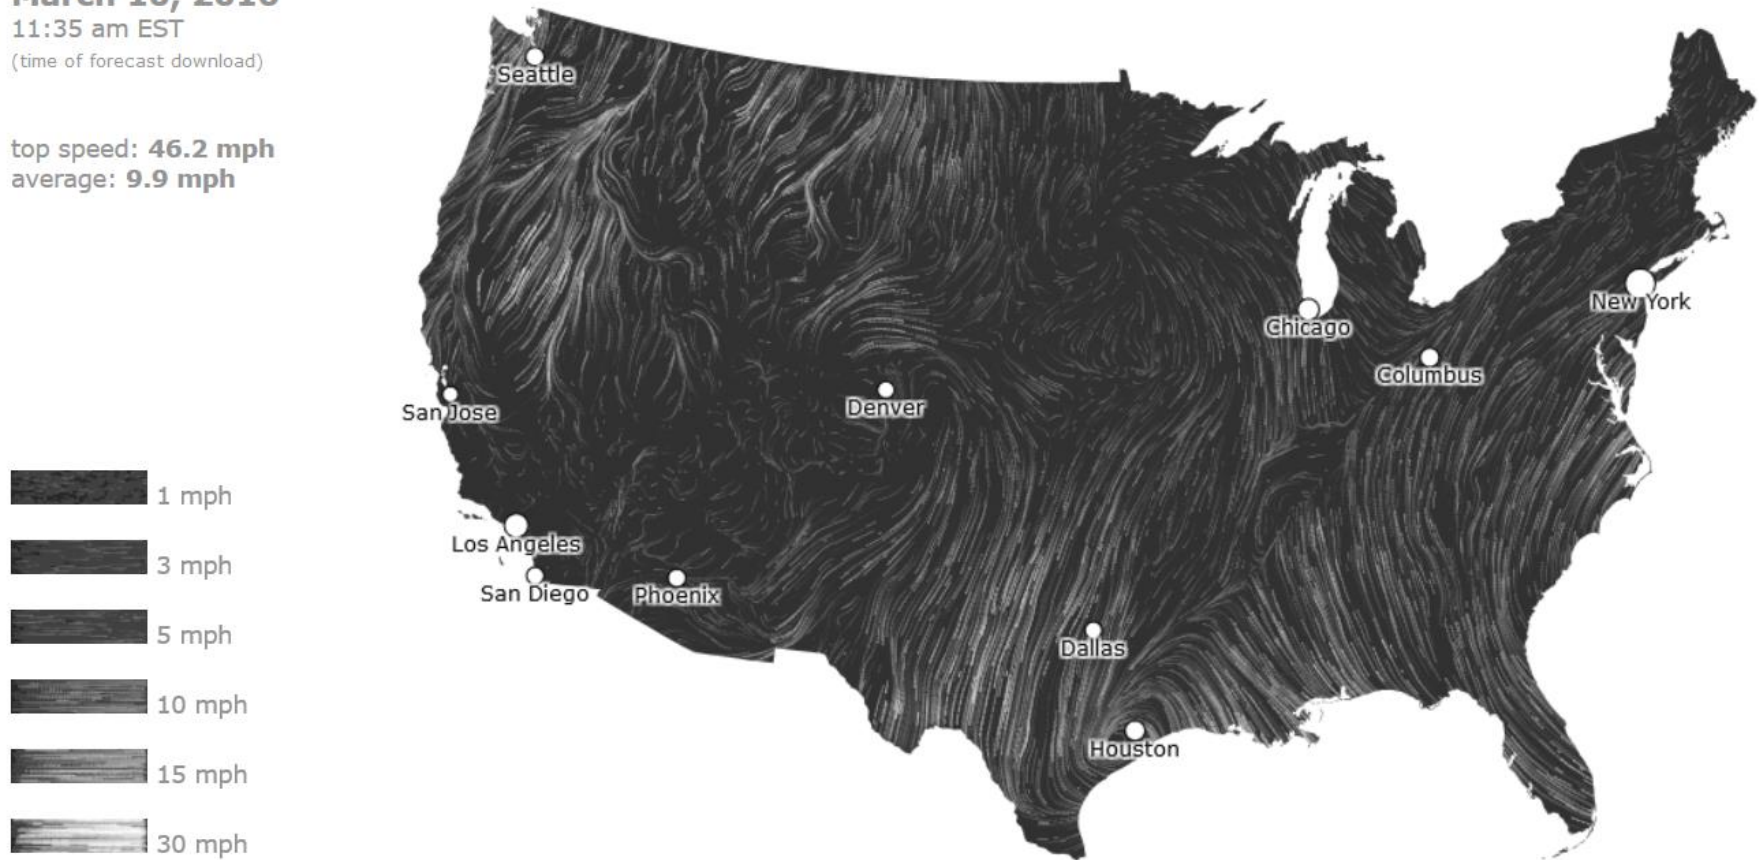 March
11:35 am EST
(time of forecast download)
top speed: 46.2 mph
average: 9.9 mph
1 mph
3 mph
5 mph
10 mph
15 mph
30 mph
Seattle
New York
Chicago
Columbus
Denver
San Jose
Los Angeles
San Diego
Phoenix
Dallas
Houston